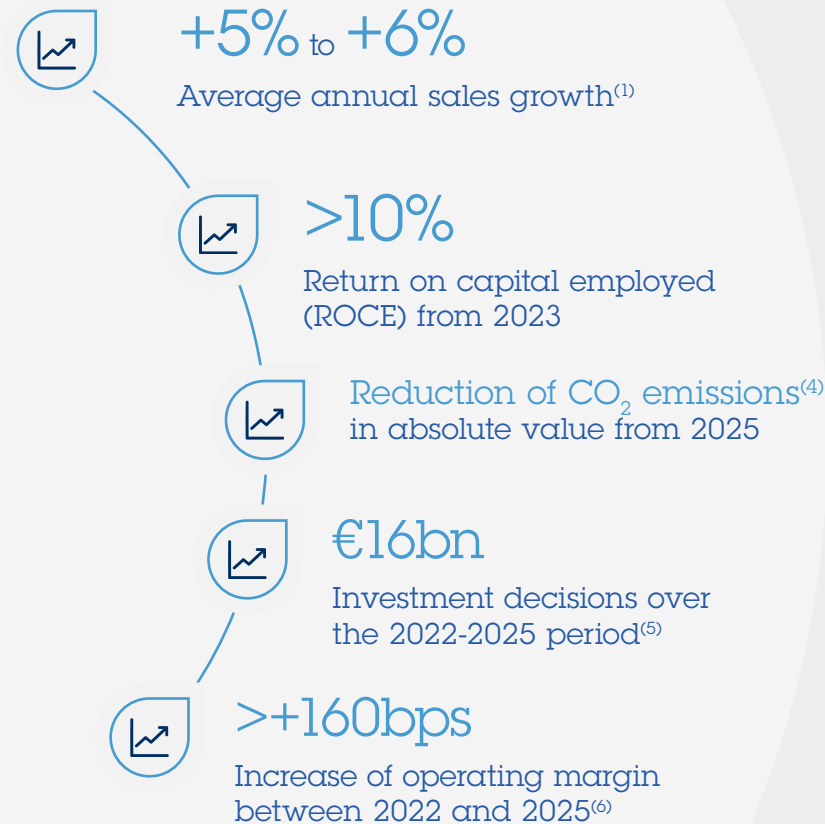 +5% to +6%
Average annual sales growth(1)
>10%
Return on capital employed
(ROCE) from 2023
Reduction of CO2 emissions(4)
in absolute value from 2025
€16bn
Investment decisions over
the 2022-2025 period(5)
>+160bps
Increase of operating margin
between 2022 and 2025(6)